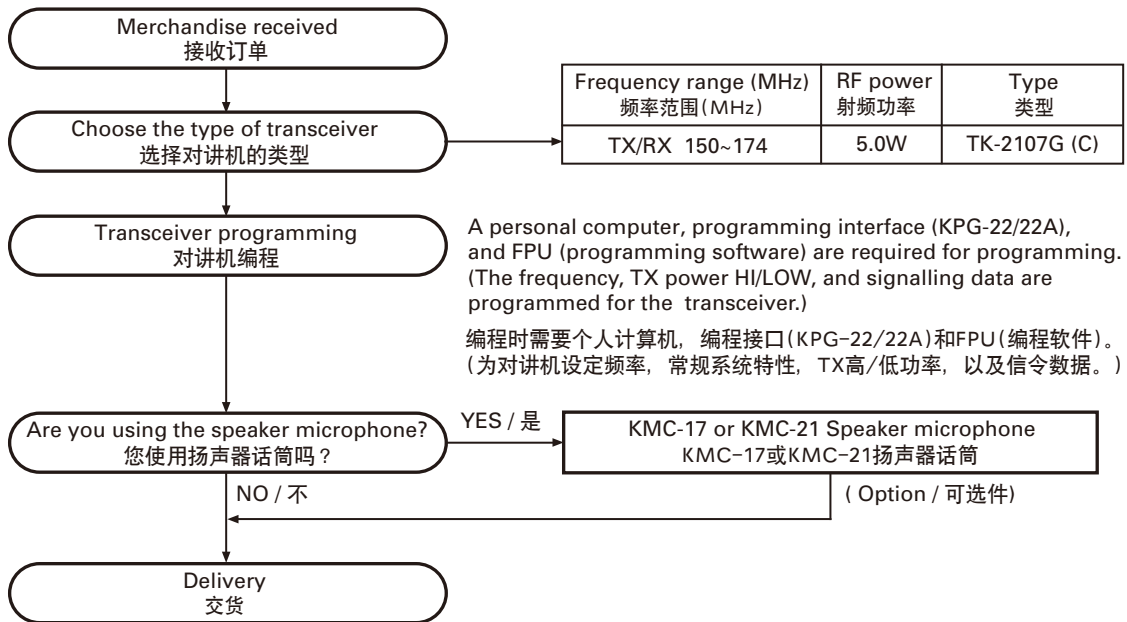 Merchandise received
接收订单
Choose the type of transceiver
选择对讲机的类型
Frequency range (MHz)
频率范围(MHz)
RF power
射频功率
Type
类型
TX/RX 150~174
5.0W
TK-2107G (C)
Transceiver programming
对讲机编程
A personal computer, programming interface (KPG-22/22A),
and FPU (programming software) are required for programming.
(The frequency, TX power HI/LOW, and signalling data are
programmed for the transceiver.)
编程时需要个人计算机，编程接口(KPG-22/22A)和FPU(编程软件)。
(为对讲机设定频率，常规系统特性，TX高/低功率，以及信令数据。)
Are you using the speaker microphone?
您使用扬声器话筒吗？
YES / 是
KMC-17 or KMC-21 Speaker microphone
KMC-17或KMC-21扬声器话筒
NO / 不
( Option / 可选件)
Delivery
交货